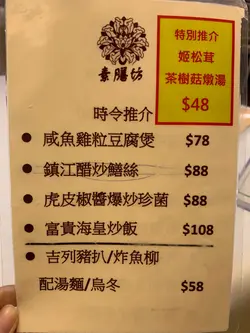 素膳坊
特別推介
姬松茸
茶樹菇燉湯
$48
時令推介
● 咸魚雞粒豆腐煲 $78
● 鎮江醋炒鱔絲 $88
● 虎皮椒醬爆炒珍菌 $88
● 富貴海皇炒飯 $108
● 吉列豬扒/炸魚柳
配湯麵/烏冬 $58